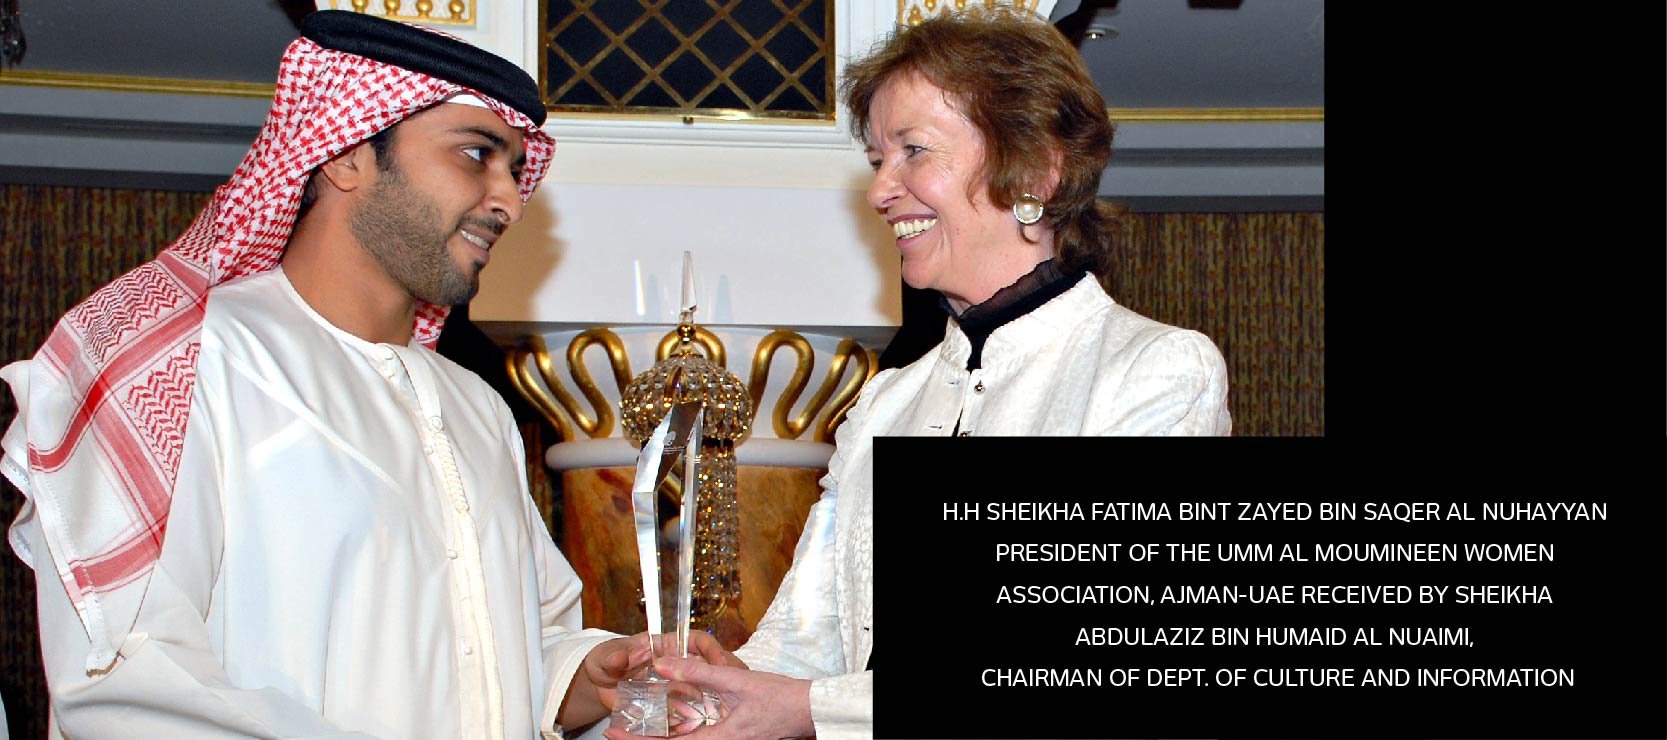 H.H SHEIKHA FATIMA BINT ZAYED BIN SAQER AL NUHAYYAN
PRESIDENT OF THE UMM AL MOUMINEEN WOMEN
ASSOCIATION, AJMAN-UAE RECEIVED BY SHEIKHA
ABDULAZIZ BIN HUMAID AL NUAIMI,
CHAIRMAN OF DEPT. OF CULTURE AND INFORMATION